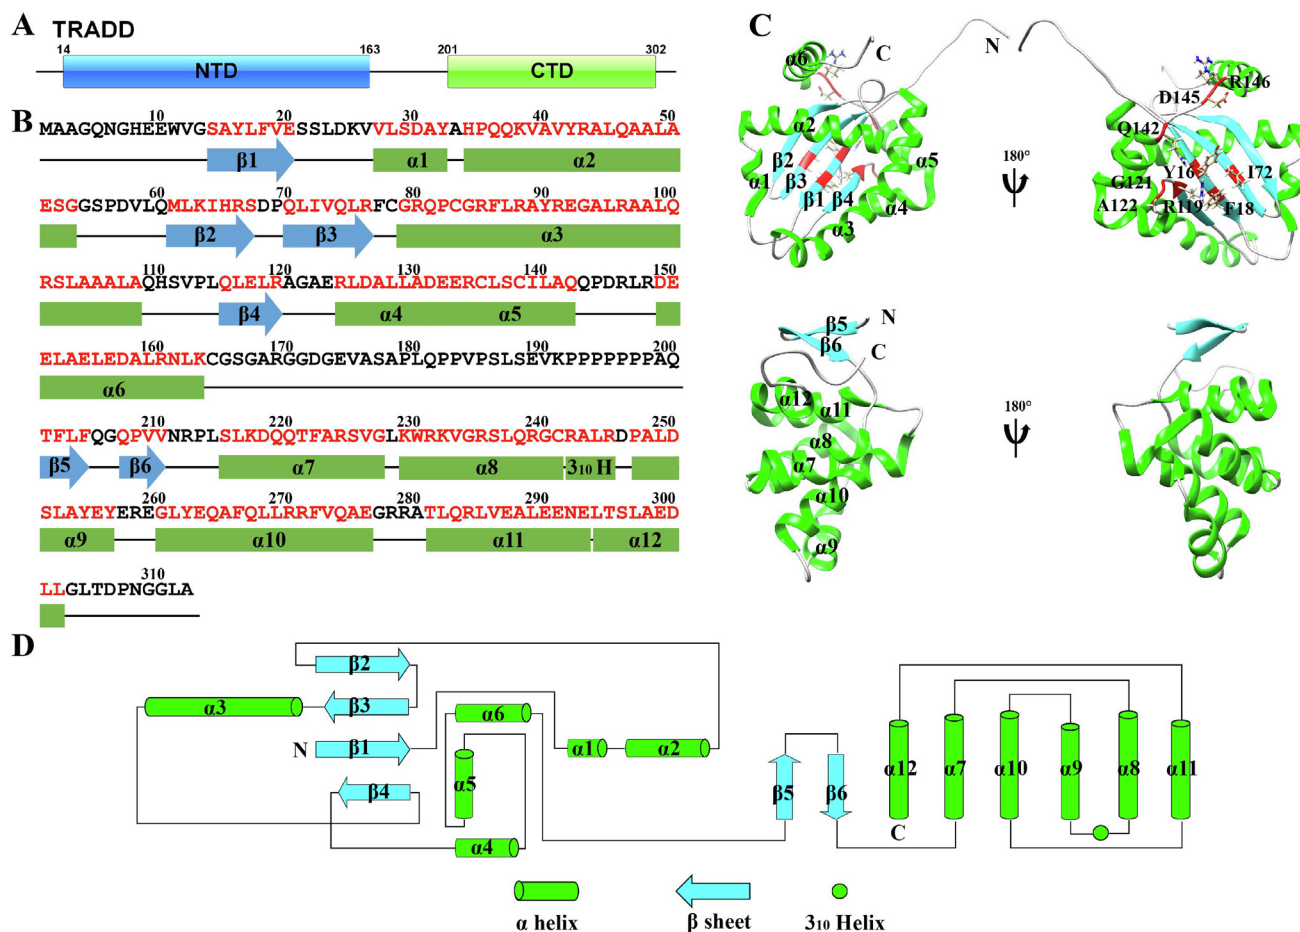 A
TRADD
14 163 201 302
NTD CTD
B
10 20 30 40 50
MAAGQNGHEEWVGSAYLFVESSLDKVVLSDAYAHPQQKVAVYRALQAALA
β1 α1 α2
60 70 80 90 100
ESGGSPDVLQMLKIHRSDPQLIVQLRFCGRQPCGRFLRAYREGALRAALQ
β2 β3 α3
110 120 130 140 150
RSLAAALAQHSVPLQLELRAGAERLDALLADEERCLSCILAQQPDRLRDE
β4 α4 α5
160 170 180 190 200
ELAELEDALRNLKCGSGARGGDGEVASAPLQPPVPSLSEVKPPPPPPPAQ
α6
210 220 230 240 250
TFLFQGQPVVNRPLSLKDQQTFARSVGLKWRKVGRSLQRGCRALRDPALD
β5 β6 α7 α8 3₁₀ H
260 270 280 290 300
SLAYEYEREGLYEQAFQLLRRFVQAEGRRATLQRLVEALEENELTSLAED
α9 α10 α11 α12
310
LLGLTDPNGGLA
C
α6 C N
α2
β2 α5
α1 β3
β1 β4 α4
α3
180°
R146
D145
Q142
Y16 I72
G121
A122 R119 F18
β5 N
β6 C
α12 α11
α8
α7
α10
α9
180°
D
β2
α3 β3 α6
N β1 α1 α2
β4 α5
α4
β5 β6 α12 α7 α10 α9 α8 α11
C
α helix β sheet 3₁₀ Helix